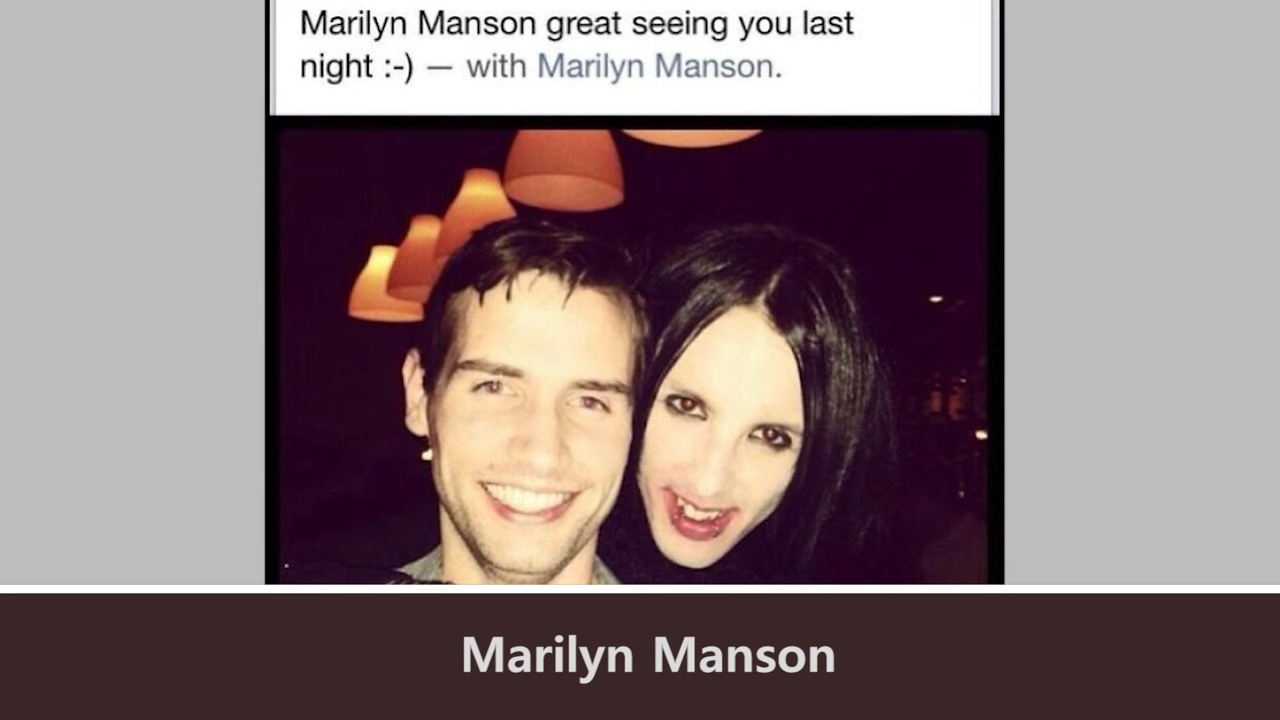 Marilyn Manson great seeing you last
night :-) — with Marilyn Manson.
Marilyn Manson